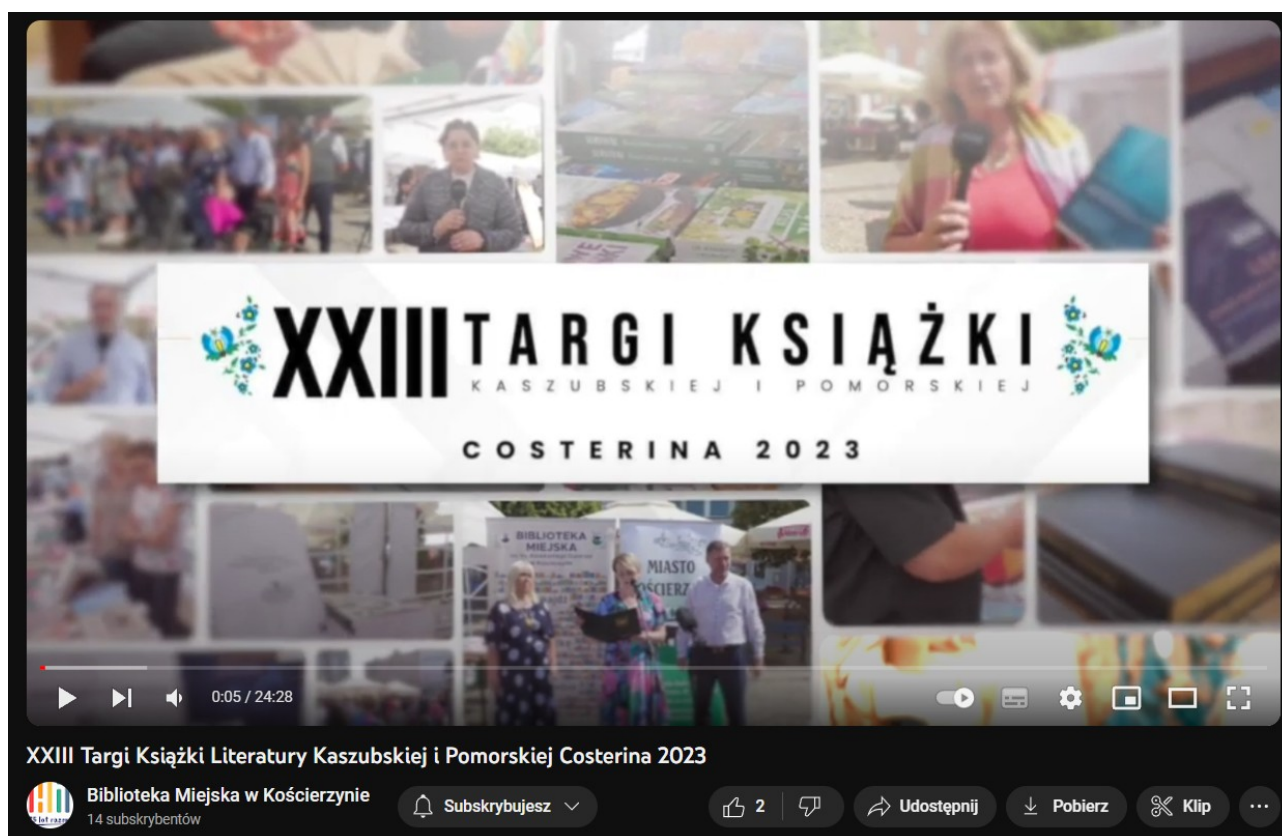 XXIII TARGI KSIĄŻKI
KASZUBSKIEJ I POMORSKIEJ
COSTERINA 2023
BIBLIOTEKA
MIEJSKA
MIASTO
0:05 / 24:28
XXIII Targi Książki Literatury Kaszubskiej i Pomorskiej Costerina 2023
Biblioteka Miejska w Kościerzynie
14 subskrybentów
Subskrybujesz
2
Udostępnij
Pobierz
Klip